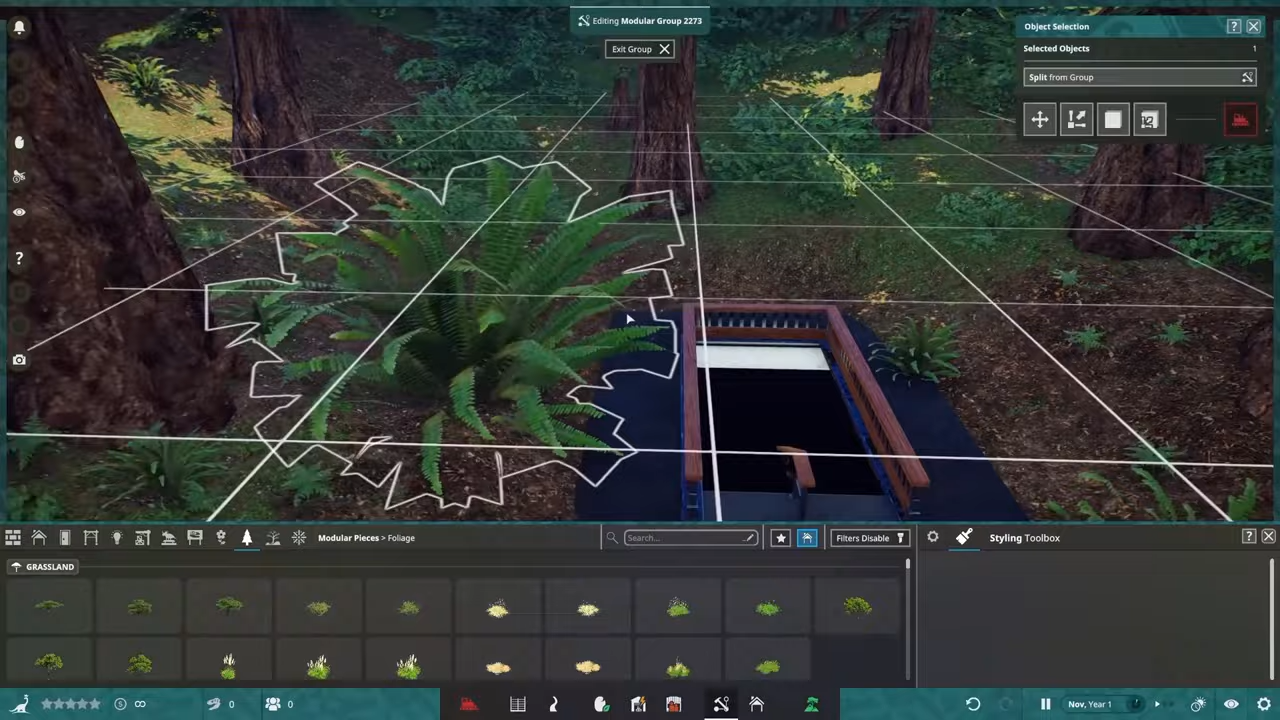 Editing Modular Group 2273
Exit Group
Object Selection
?
Selected Objects 1
Split from Group
12
?
Modular Pieces > Foliage
Search...
Filters Disable
Styling Toolbox
?
GRASSLAND
0
0
Nov, Year 1